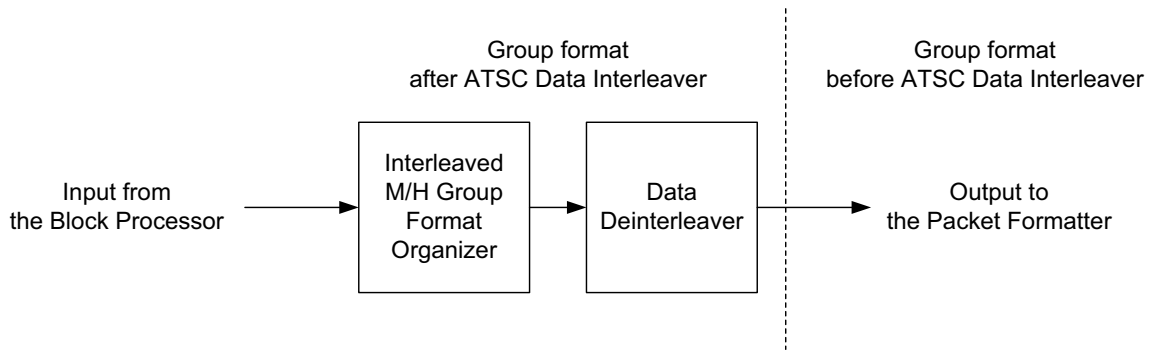 Group format
after ATSC Data Interleaver
Group format
before ATSC Data Interleaver
Input from
the Block Processor
Interleaved
M/H Group
Format
Organizer
Data
Deinterleaver
Output to
the Packet Formatter